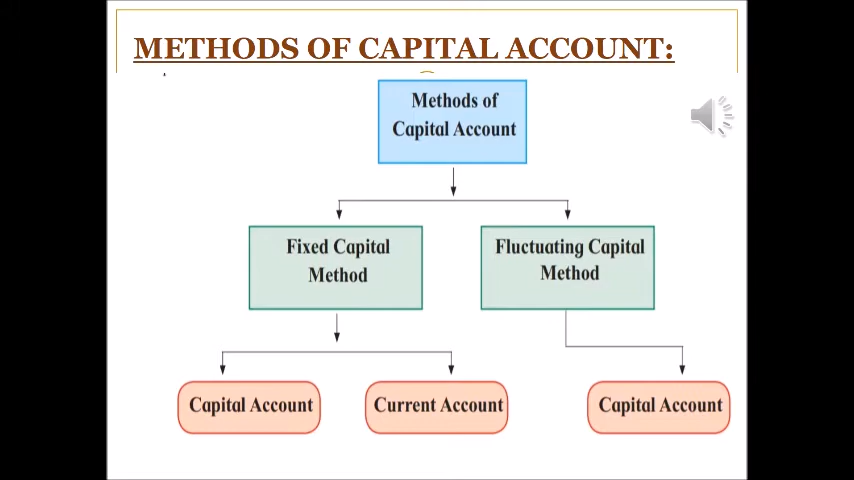 METHODS OF CAPITAL ACCOUNT:
Methods of
Capital Account
Fixed Capital
Method
Fluctuating Capital
Method
Capital Account
Current Account
Capital Account